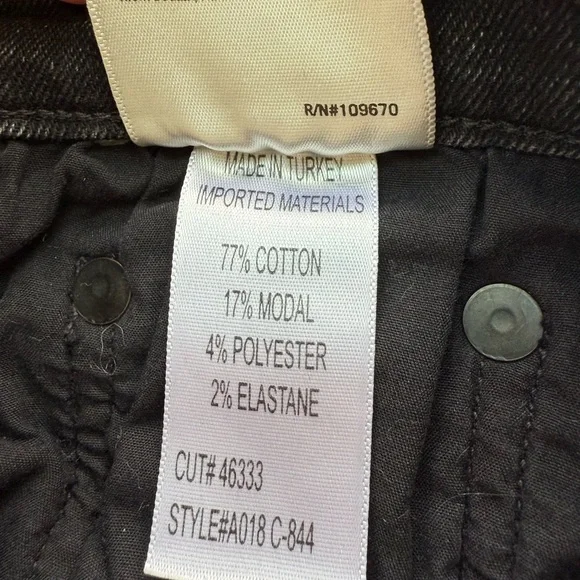 R/N#109670
MADE IN TURKEY
IMPORTED MATERIALS
77% COTTON
17% MODAL
4% POLYESTER
2% ELASTANE
CUT# 46333
STYLE#A018 C-844